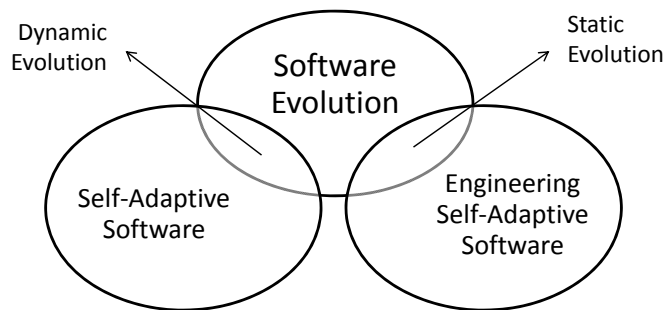 Dynamic
Evolution
Static
Evolution
Software
Evolution
Self-Adaptive
Software
Engineering
Self-Adaptive
Software